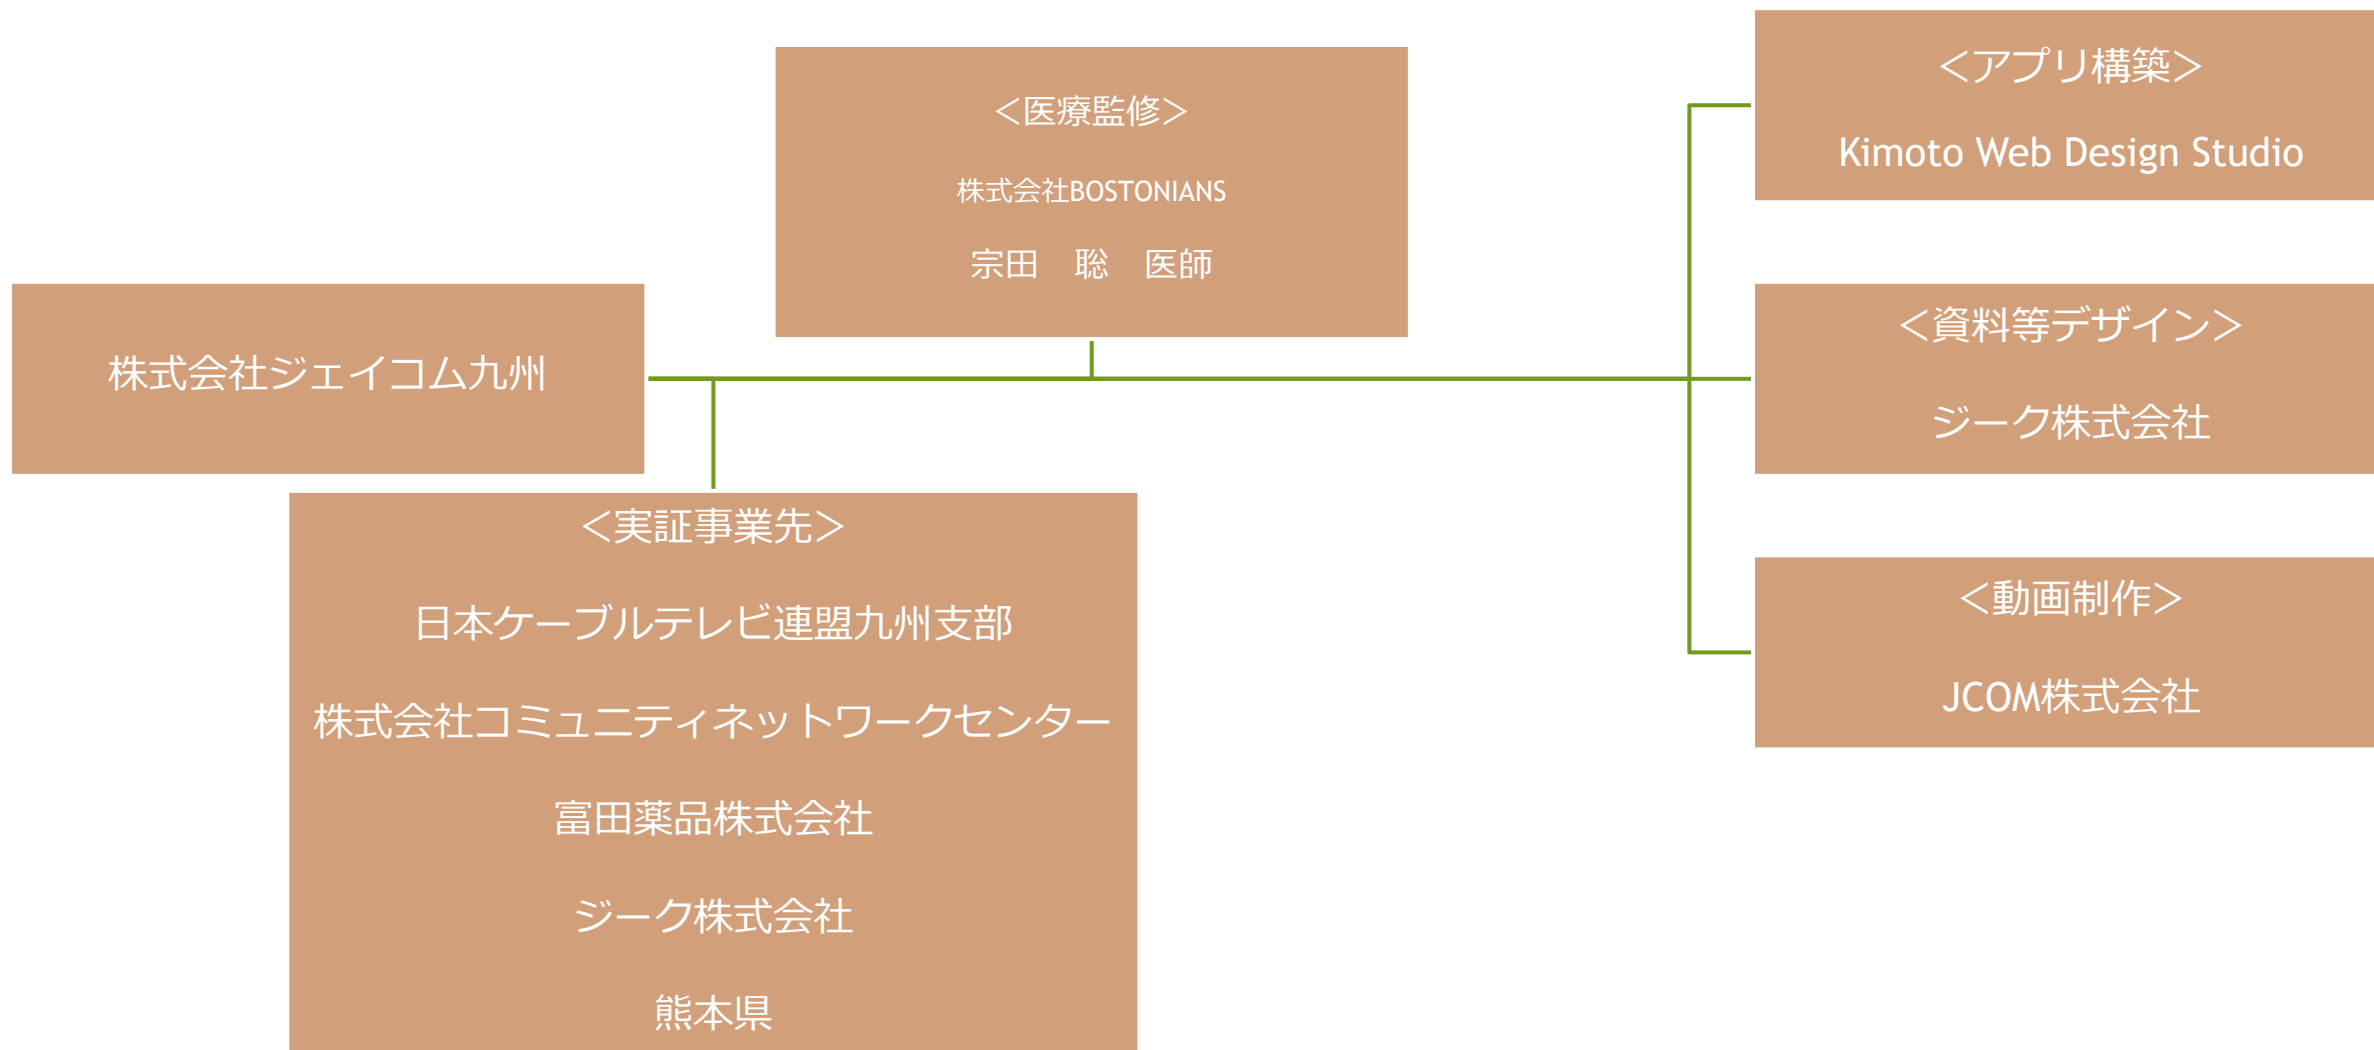 ＜医療監修＞
株式会社BOSTONIANS
宗田　聡　医師
株式会社ジェイコム九州
＜実証事業先＞
日本ケーブルテレビ連盟九州支部
株式会社コミュニティネットワークセンター
富田薬品株式会社
ジーク株式会社
熊本県
＜アプリ構築＞
Kimoto Web Design Studio
＜資料等デザイン＞
ジーク株式会社
＜動画制作＞
JCOM株式会社